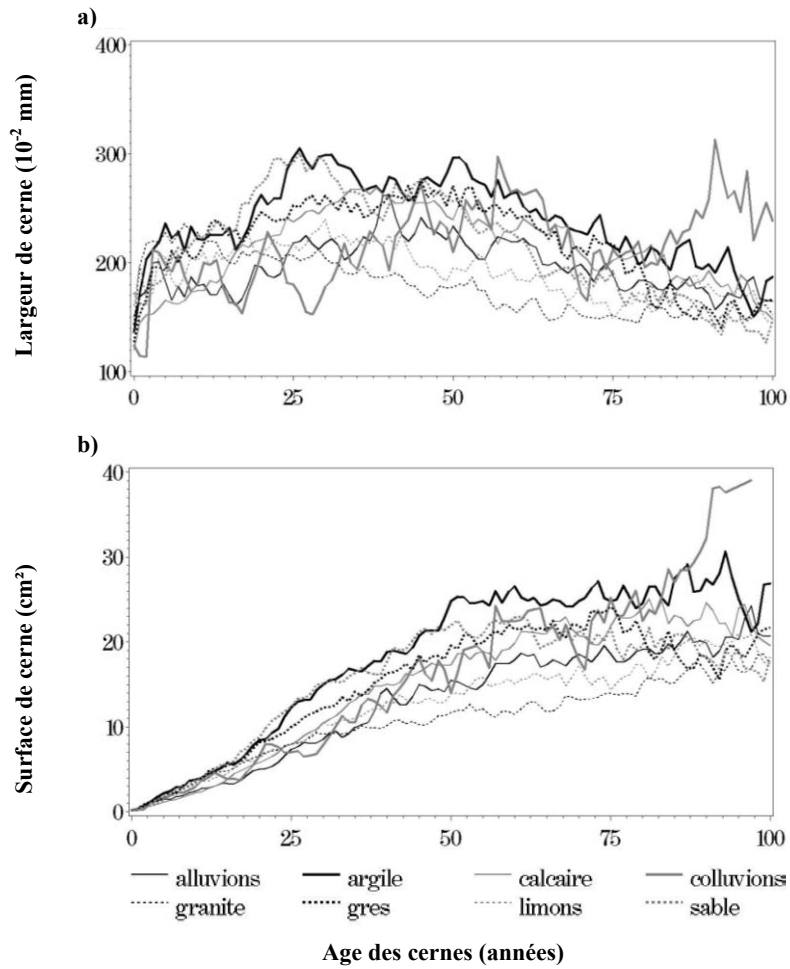 a)
Largeur de cerne (10⁻² mm)
400
300
200
100
0 25 50 75 100
b)
Surface de cerne (cm²)
40
30
20
10
0
0 25 50 75 100
alluvions argile calcaire colluvions
granite gres limons sable
Age des cernes (années)